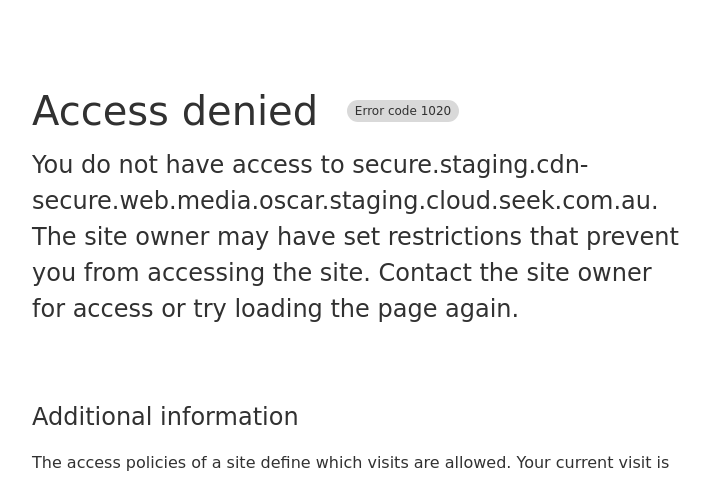 Access denied Error code 1020
You do not have access to secure.staging.cdn-
secure.web.media.oscar.staging.cloud.seek.com.au.
The site owner may have set restrictions that prevent
you from accessing the site. Contact the site owner
for access or try loading the page again.
Additional information
The access policies of a site define which visits are allowed. Your current visit is